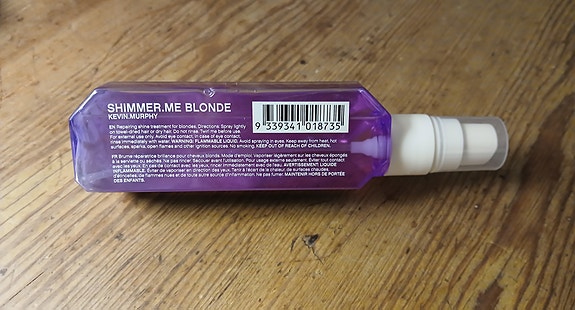 SHIMMER.ME BLONDE
KEVIN.MURPHY
EN Repairing shine treatment for blondes. Directions: Spray lightly
on towel-dried hair or dry hair. Do not rinse. Twirl me before use.
For external use only. Avoid eye contact, in case of eye contact,
rinse immediately with water. WARNING: FLAMMABLE LIQUID. Avoid spraying in eyes. Keep away from heat, hot
surfaces, sparks, open flames and other ignition sources. No smoking. KEEP OUT OF REACH OF CHILDREN.
9 339341 018735
FR Brume réparatrice brillance pour cheveux blonds. Mode d'emploi: Vaporiser légèrement sur les cheveux épongés
à la serviette ou séchés. Ne pas rincer. Secouer avant l'utilisation. Pour usage externe seulement. Éviter tout contact
avec les yeux. En cas de contact avec les yeux, rincer immédiatement avec de l'eau. AVERTISSEMENT: LIQUIDE
INFLAMMABLE. Éviter de vaporiser en direction des yeux. Tenir à l'écart de la chaleur, de surfaces chaudes,
d'étincelles, de flammes nues et de toute autre source d'inflammation. Ne pas fumer. MAINTENIR HORS DE PORTÉE
DES ENFANTS.